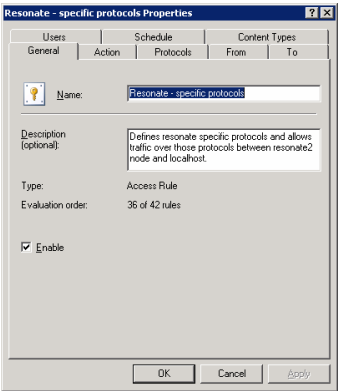 Resonate - specific protocols Properties
Users Schedule Content Types
General Action Protocols From To
Name: Resonate - specific protocols
Description
(optional):
Defines resonate specific protocols and allows
traffic over those protocols between resonate2
node and localhost.
Type: Access Rule
Evaluation order: 36 of 42 rules
Enable
OK Cancel Apply